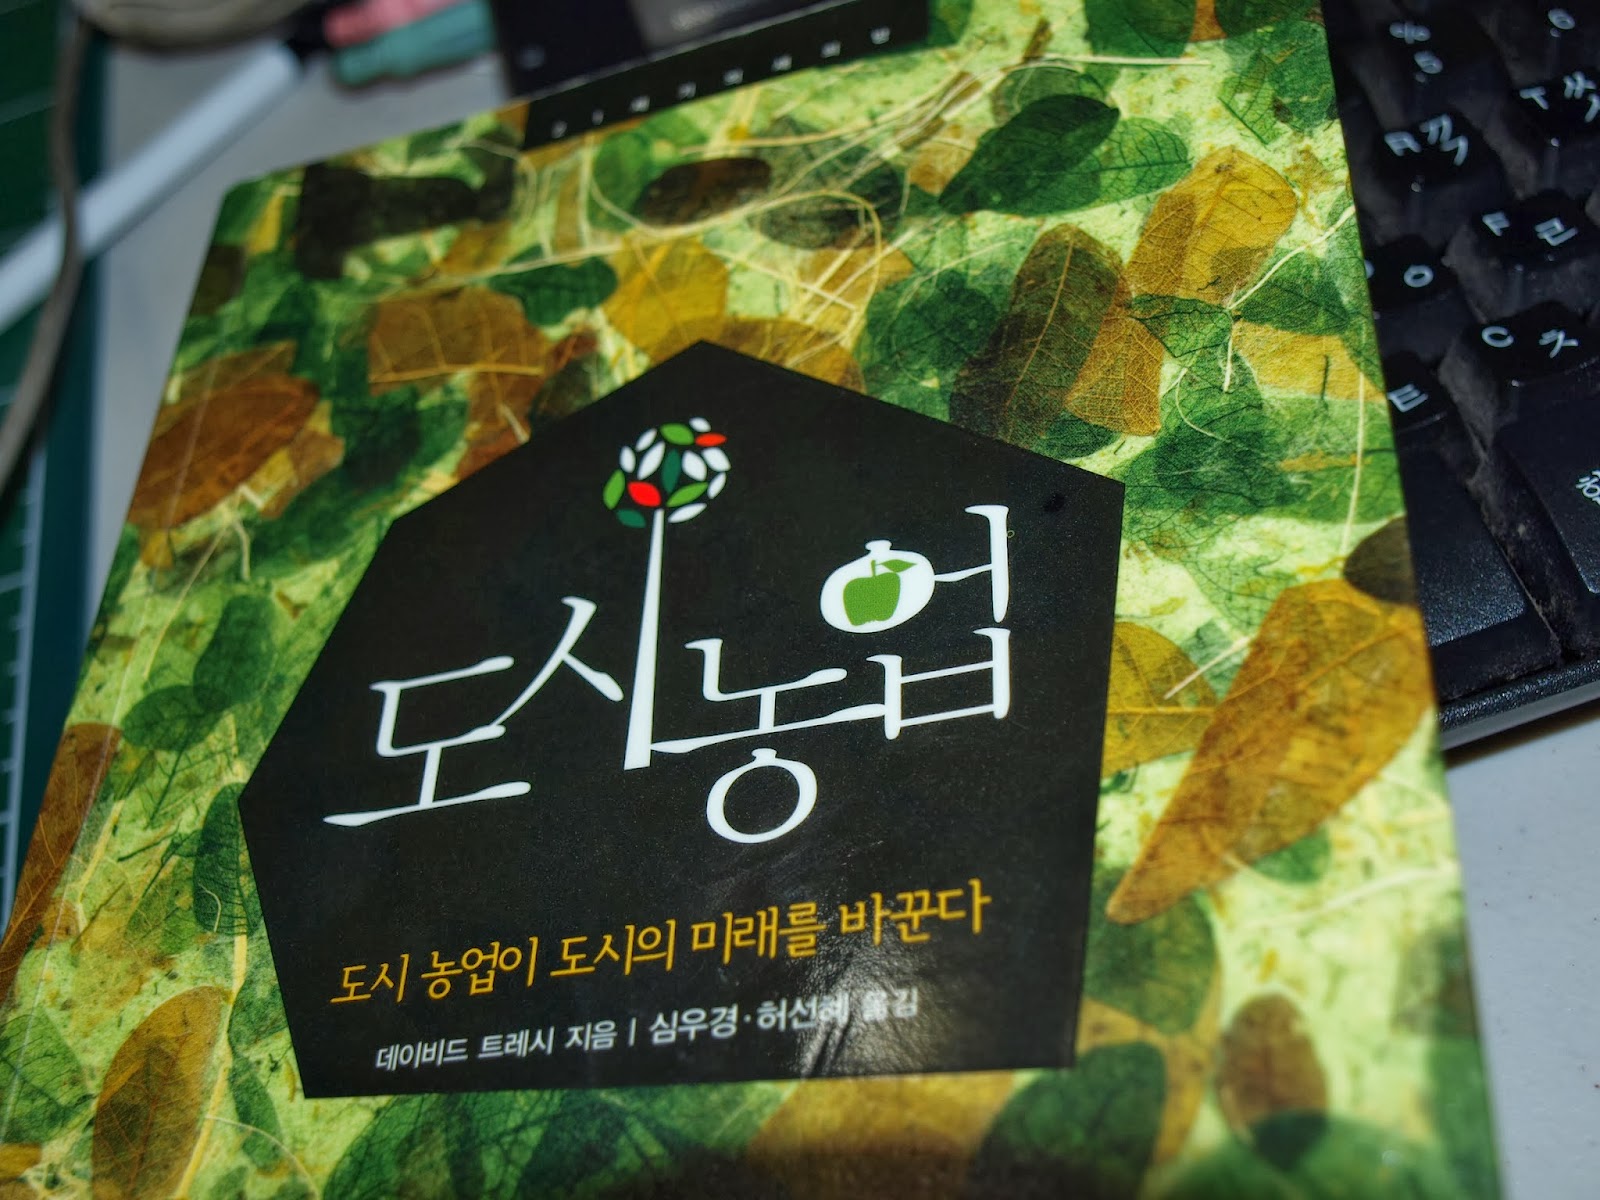 도시농업
도시 농업이 도시의 미래를 바꾼다
데이비드 트레시 지음 | 심우경·허선혜 옮김
R ㄲ
T ㅆ
F ㄹ
D ㅇ
C ㅊ
ㅌ